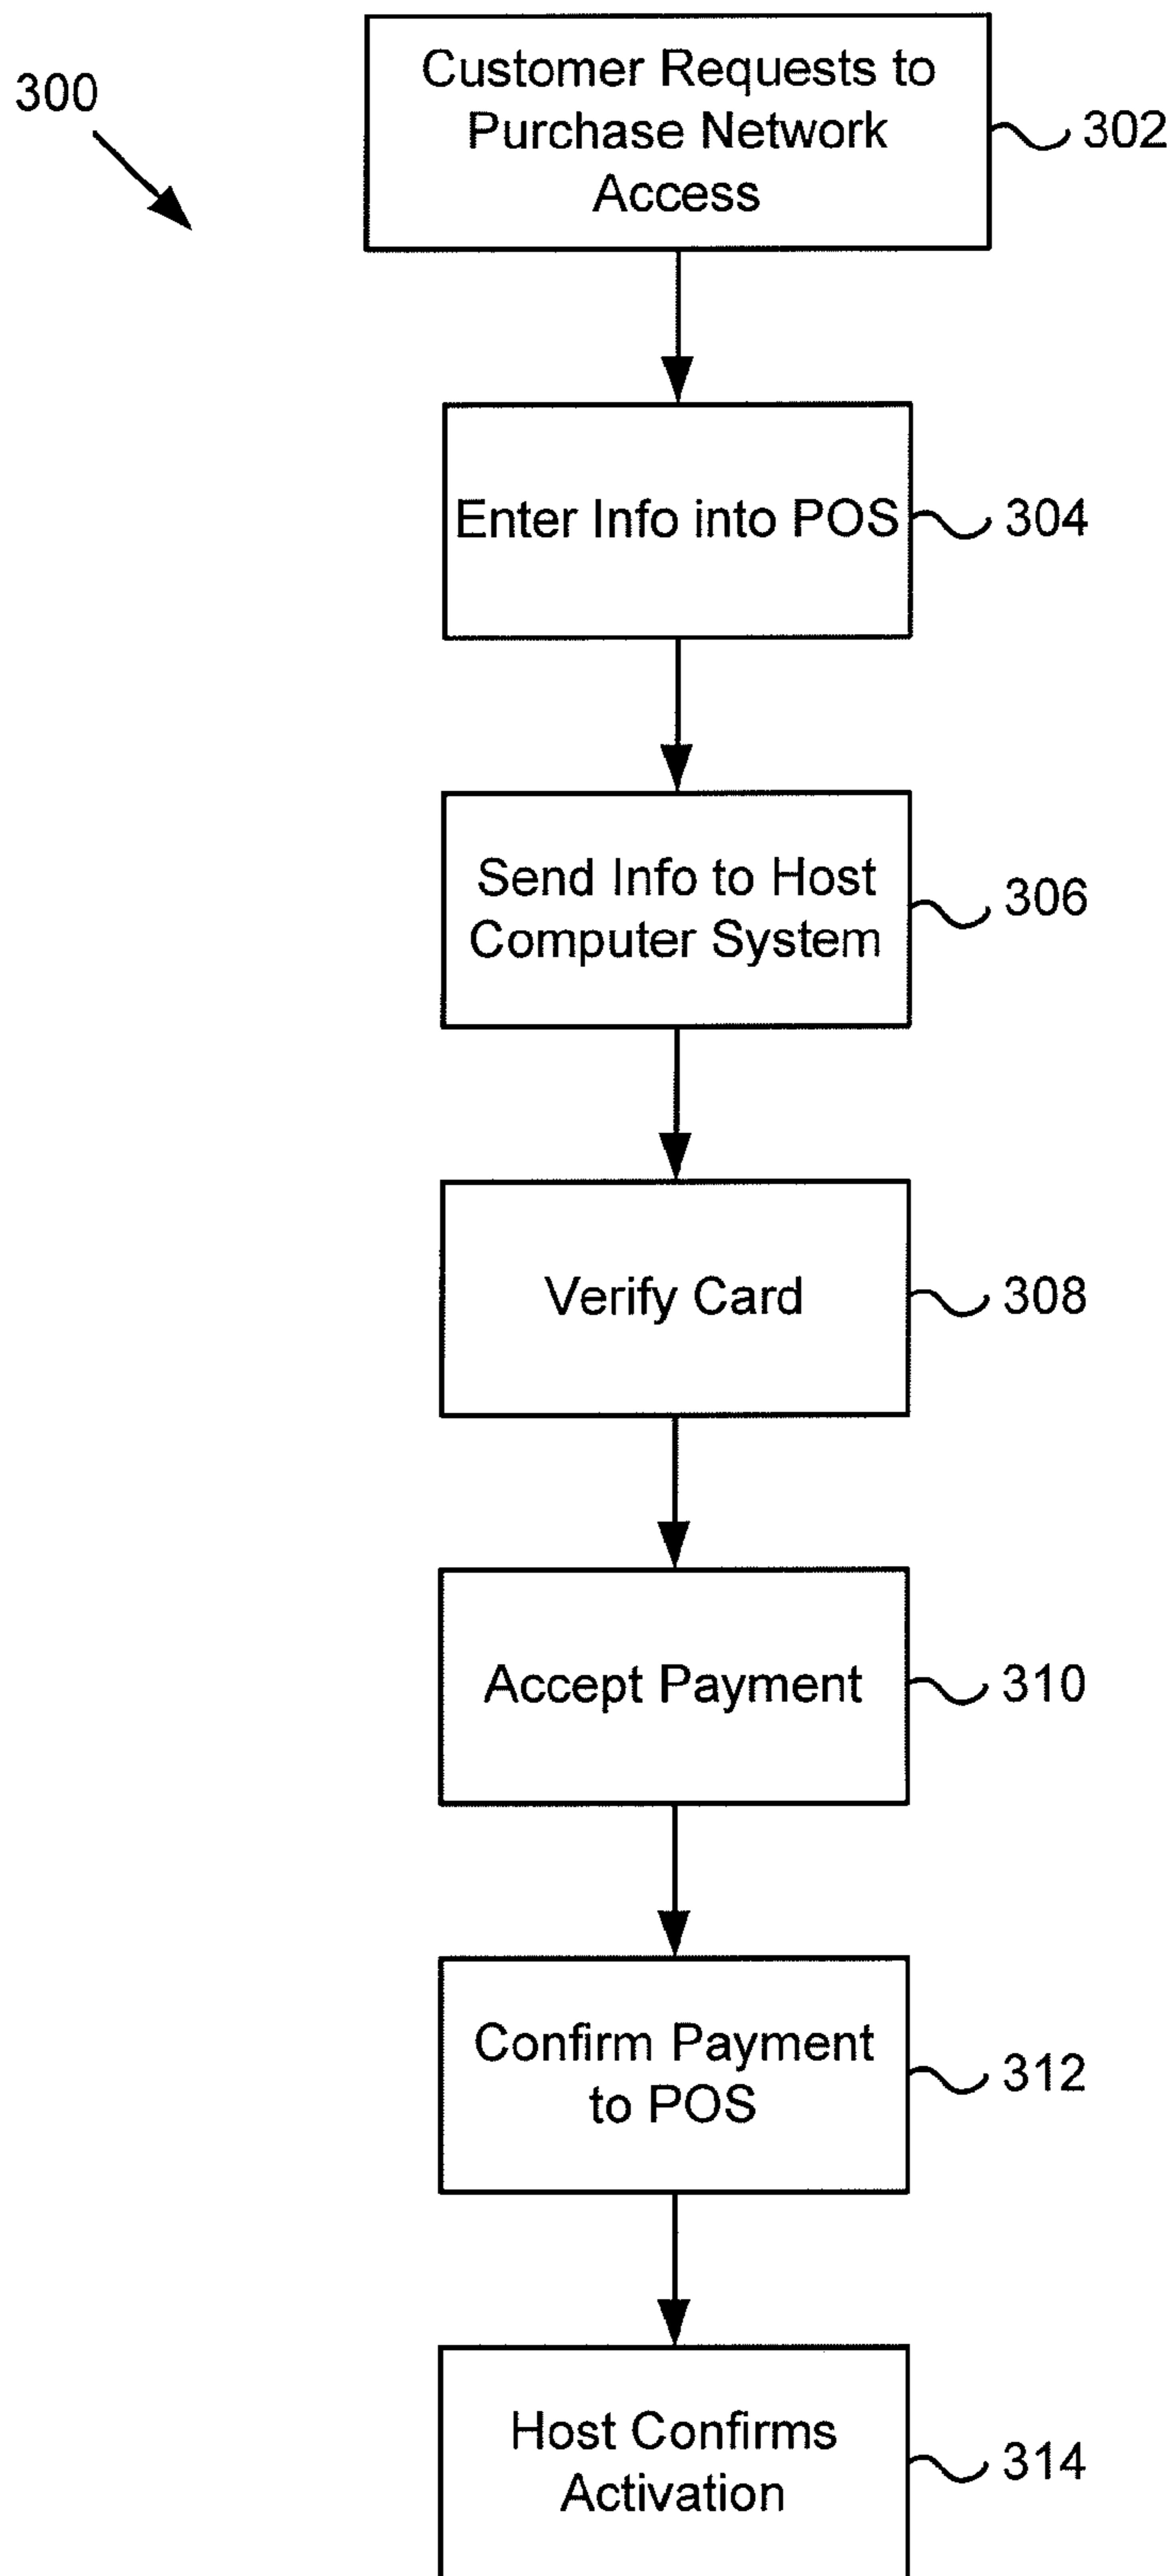 300
Customer Requests to
Purchase Network
Access
302
Enter Info into POS
304
Send Info to Host
Computer System
306
Verify Card
308
Accept Payment
310
Confirm Payment
to POS
312
Host Confirms
Activation
314